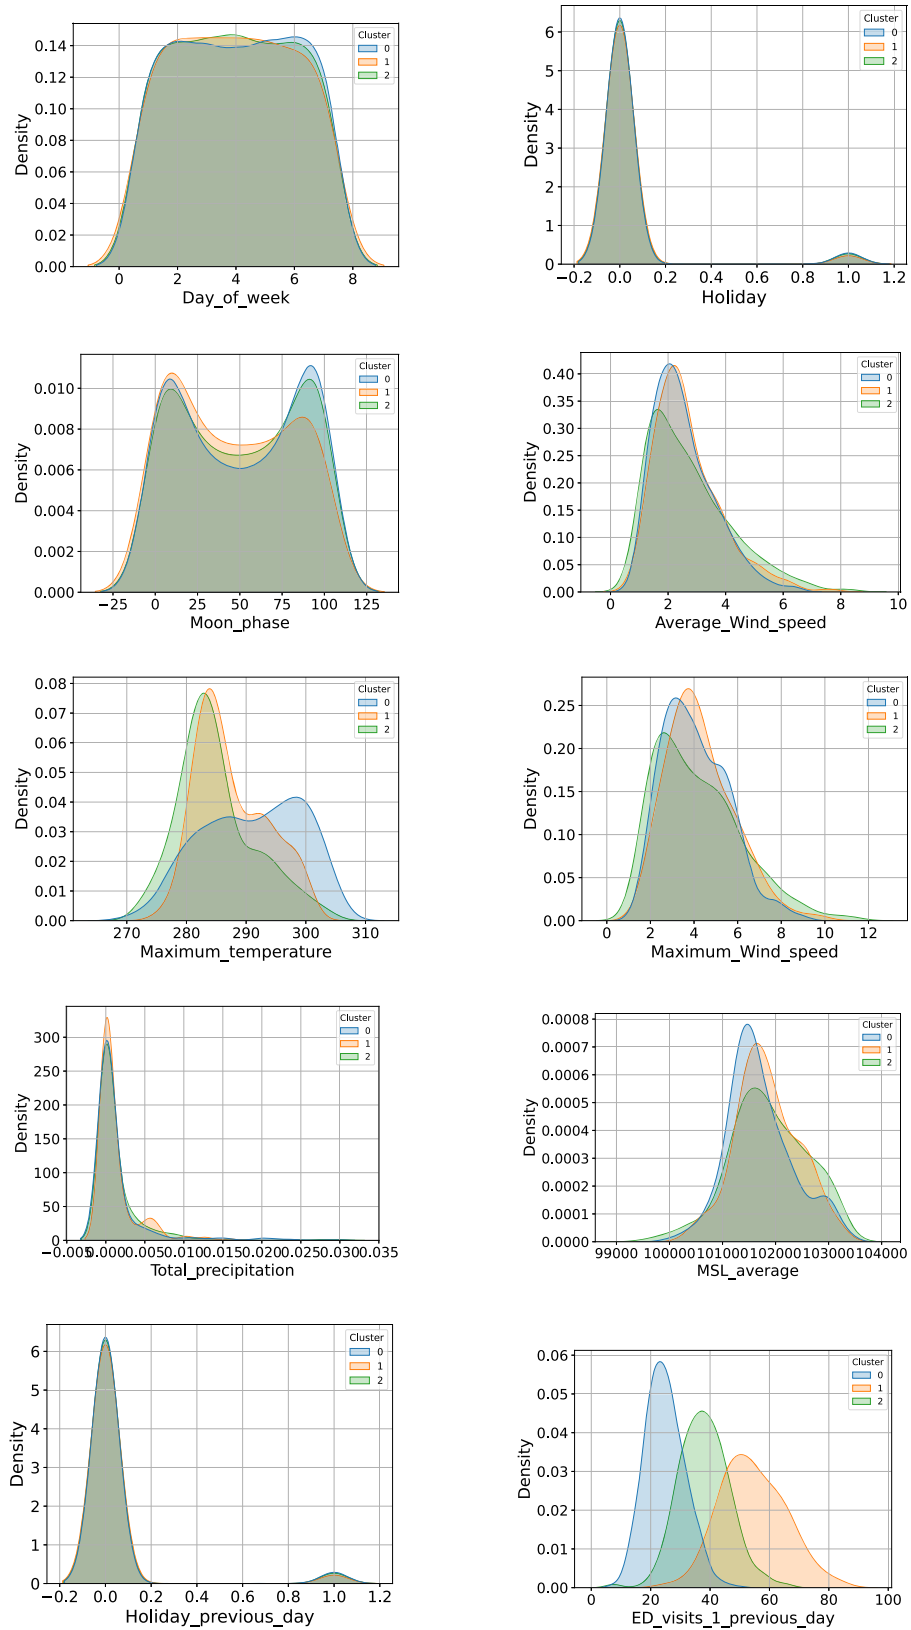 Cluster
0
1
2
Density
0.14
0.12
0.10
0.08
0.06
0.04
0.02
0.00
0 2 4 6 8
Day_of_week
Cluster
0
1
2
Density
6
5
4
3
2
1
0
−0.2 0.0 0.2 0.4 0.6 0.8 1.0 1.2
Holiday
Cluster
0
1
2
Density
0.010
0.008
0.006
0.004
0.002
0.000
−25 0 25 50 75 100 125
Moon_phase
Cluster
0
1
2
Density
0.40
0.35
0.30
0.25
0.20
0.15
0.10
0.05
0.00
0 2 4 6 8 10
Average_Wind_speed
Cluster
0
1
2
Density
0.08
0.07
0.06
0.05
0.04
0.03
0.02
0.01
0.00
270 280 290 300 310
Maximum_temperature
Cluster
0
1
2
Density
0.25
0.20
0.15
0.10
0.05
0.00
0 2 4 6 8 10 12
Maximum_Wind_speed
Cluster
0
1
2
Density
300
250
200
150
100
50
0
−0.005 0.000 0.005 0.010 0.015 0.020 0.025 0.030 0.035
Total_precipitation
Cluster
0
1
2
Density
0.0008
0.0007
0.0006
0.0005
0.0004
0.0003
0.0002
0.0001
0.0000
99000 100000 101000 102000 103000 104000
MSL_average
Cluster
0
1
2
Density
6
5
4
3
2
1
0
−0.2 0.0 0.2 0.4 0.6 0.8 1.0 1.2
Holiday_previous_day
Cluster
0
1
2
Density
0.06
0.05
0.04
0.03
0.02
0.01
0.00
0 20 40 60 80 100
ED_visits_1_previous_day